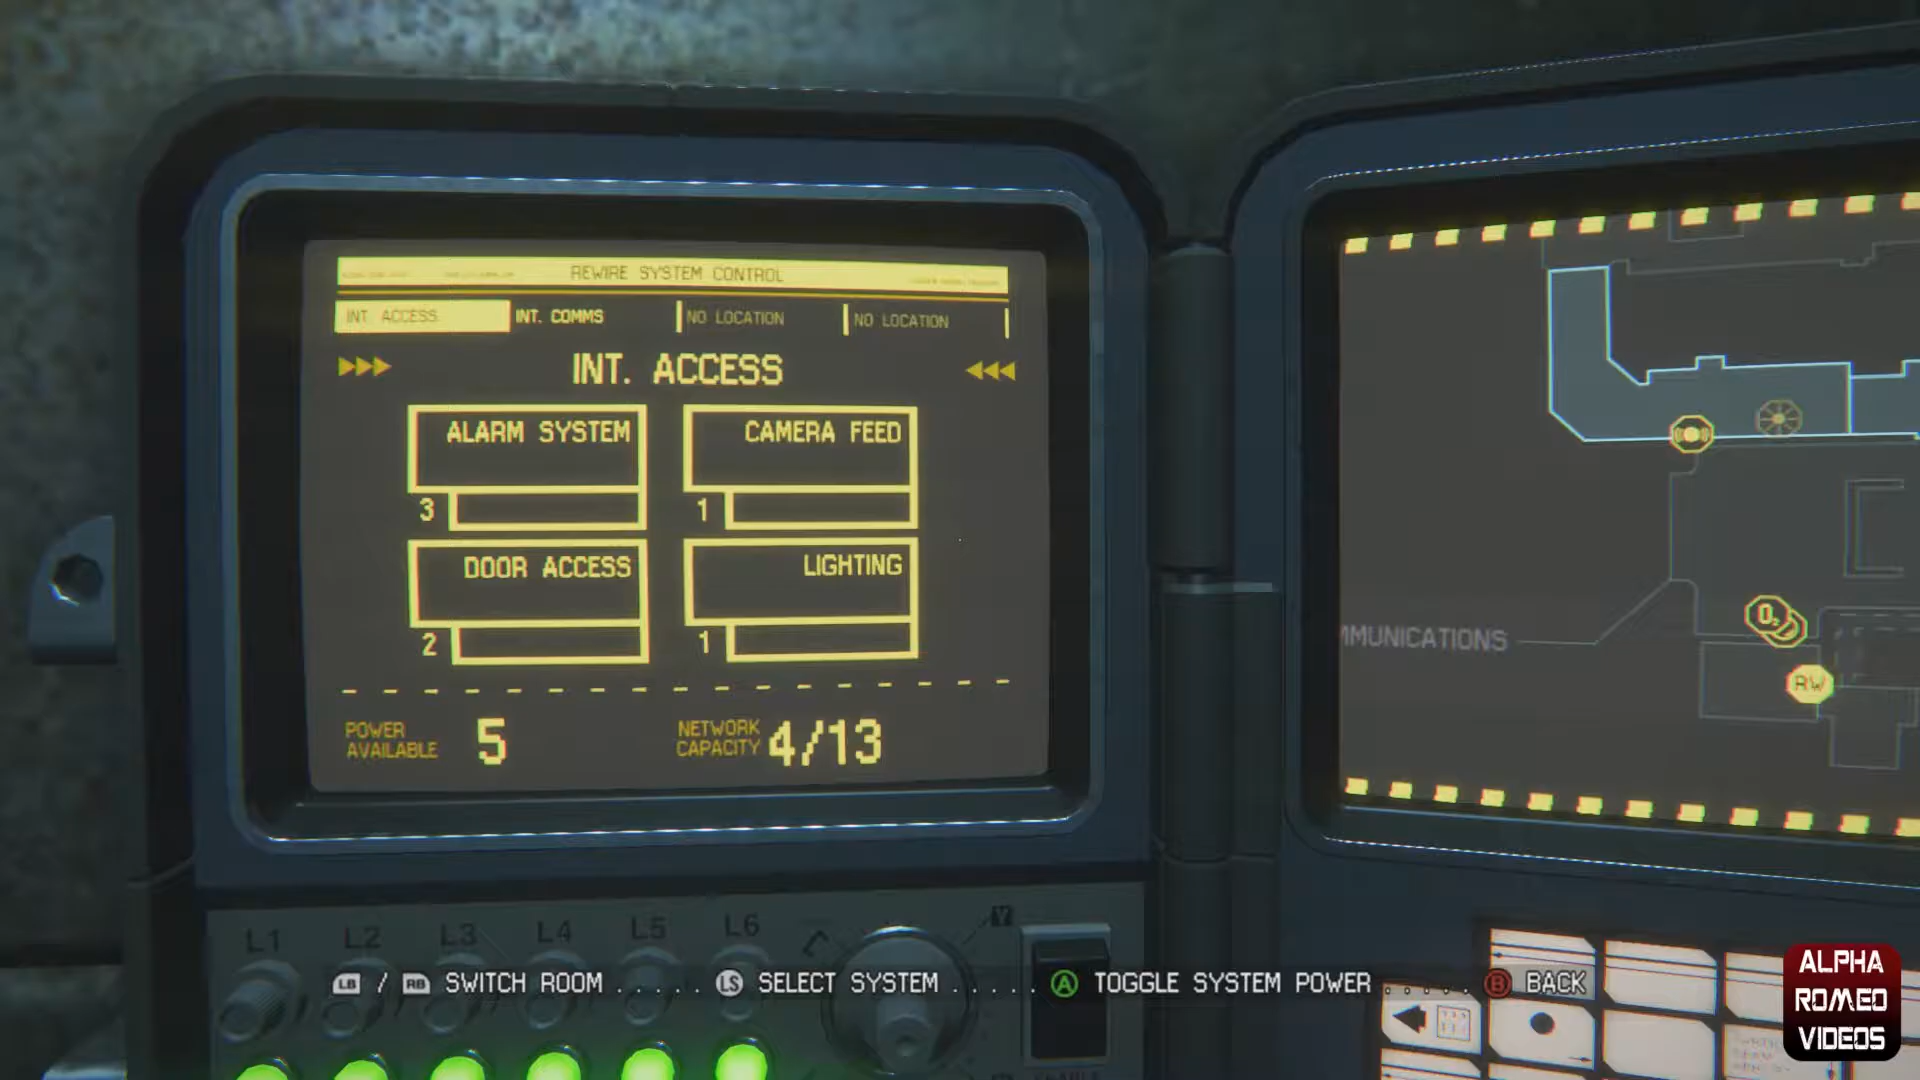 REWIRE SYSTEM CONTROL
INT. ACCESS
INT. COMMS
NO LOCATION
NO LOCATION
INT. ACCESS
ALARM SYSTEM
3
CAMERA FEED
1
DOOR ACCESS
2
LIGHTING
1
POWER
AVAILABLE
5
NETWORK
CAPACITY
4/13
MMUNICATIONS
O₂
RW
L1 L2 L3 L4 L5 L6
LB / RB SWITCH ROOM . . . . . LS SELECT SYSTEM . . . . . A TOGGLE SYSTEM POWER . . . . . B BACK
ALPHA
ROMEO
VIDEOS